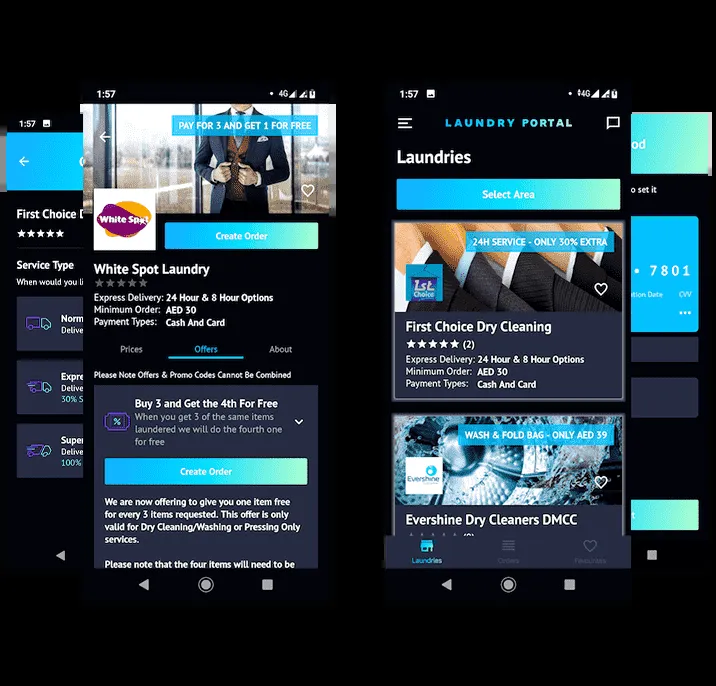 1:57
First Choice
Service Type
When would you li
Norm
Delive
Expre
Delive
30% S
Super
Delive
100%
1:57
4G
PAY FOR 3 AND GET 1 FOR FREE
White Spot
Create Order
White Spot Laundry
Express Delivery: 24 Hour & 8 Hour Options
Minimum Order: AED 30
Payment Types: Cash And Card
Prices Offers About
Please Note Offers & Promo Codes Cannot Be Combined
Buy 3 and Get the 4th For Free
When you get 3 of the same items
laundered we will do the fourth one
for free
Create Order
We are now offering to give you one item free
for every 3 items requested. This offer is only
valid for Dry Cleaning/Washing or Pressing Only
services.
Please note that the four items will need to be
1:57
4G
LAUNDRY PORTAL
Laundries
Select Area
24H SERVICE - ONLY 30% EXTRA
1st
Choice
First Choice Dry Cleaning
(2)
Express Delivery: 24 Hour & 8 Hour Options
Minimum Order: AED 30
Payment Types: Cash And Card
WASH & FOLD BAG - ONLY AED 39
Evershine
Evershine Dry Cleaners DMCC
Laundries Orders Favourites
od
o set it
7801
tion Date CVV
***
t